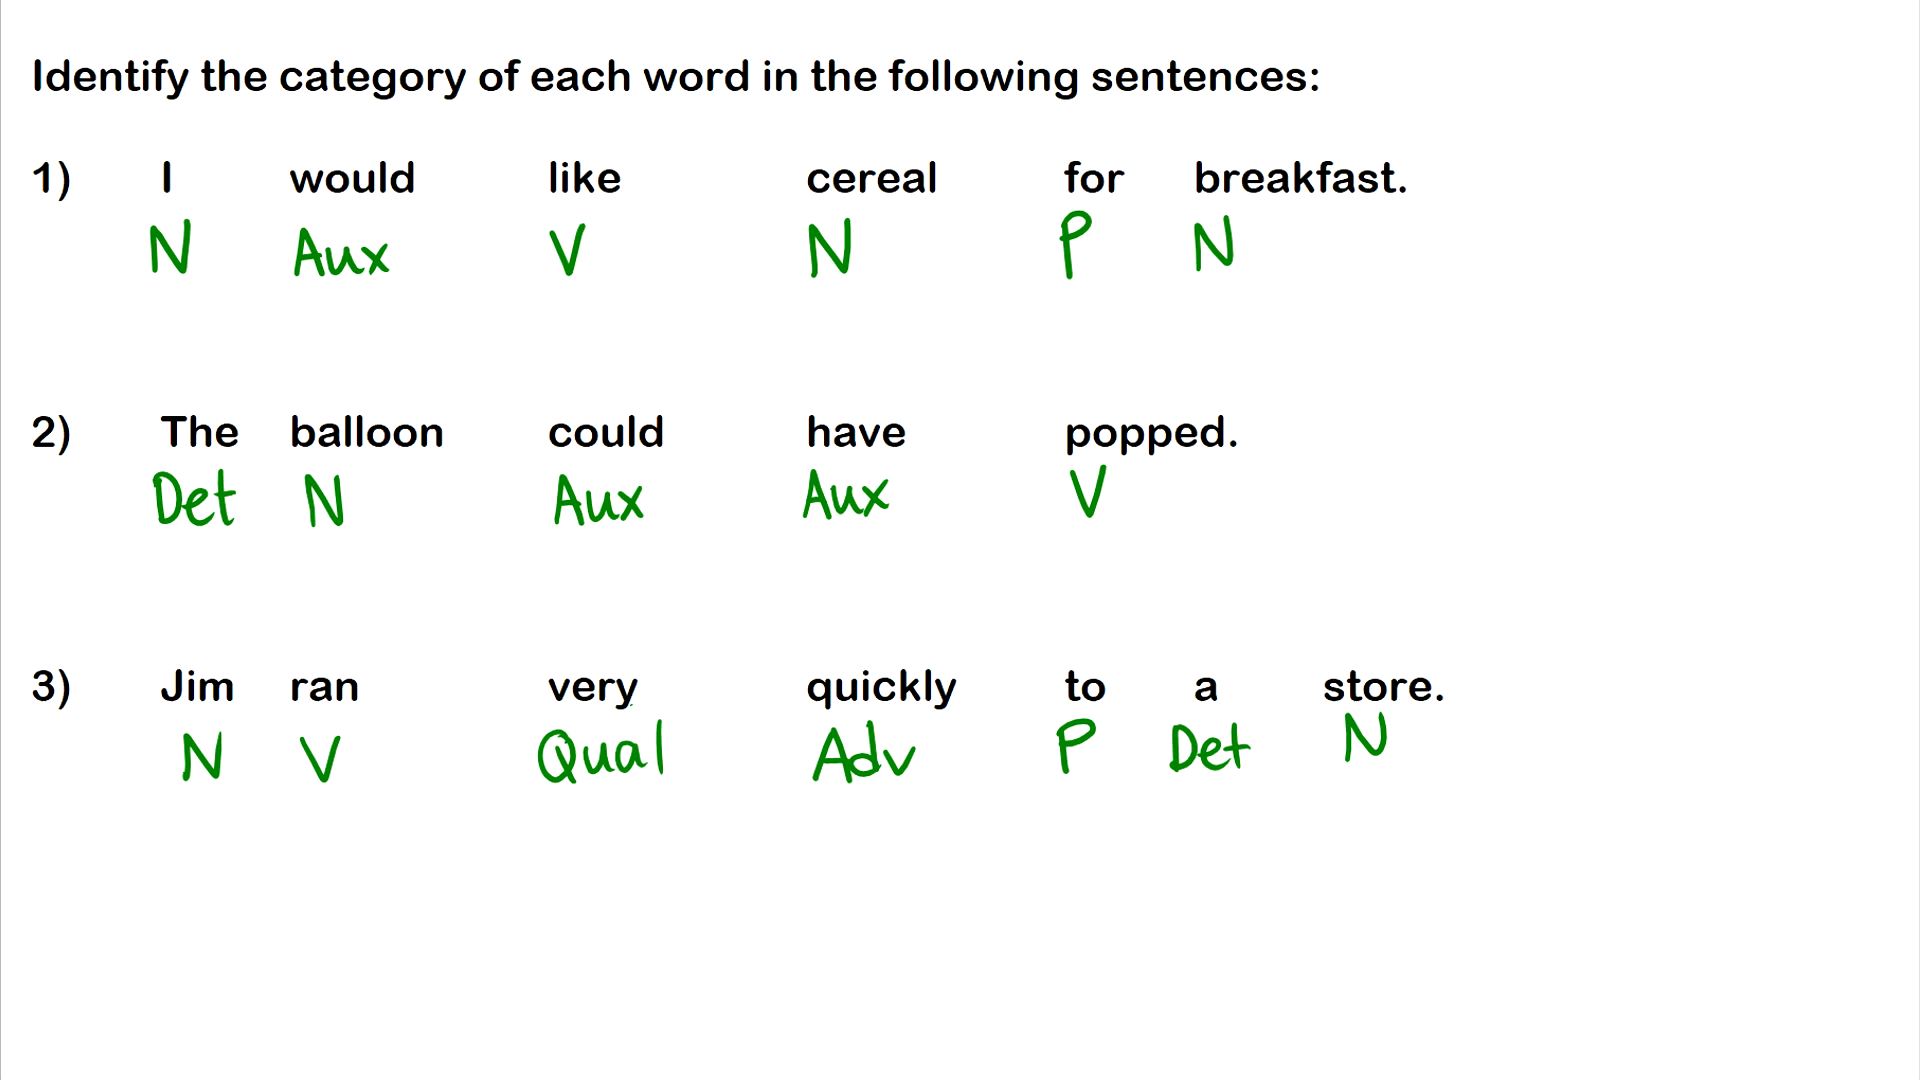 Identify the category of each word in the following sentences:
1) I would like cereal for breakfast.
N Aux V N P N
2) The balloon could have popped.
Det N Aux Aux V
3) Jim ran very quickly to a store.
N V Qual Adv P Det N